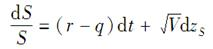 dS/S = (r − q)dt + √V dz_S